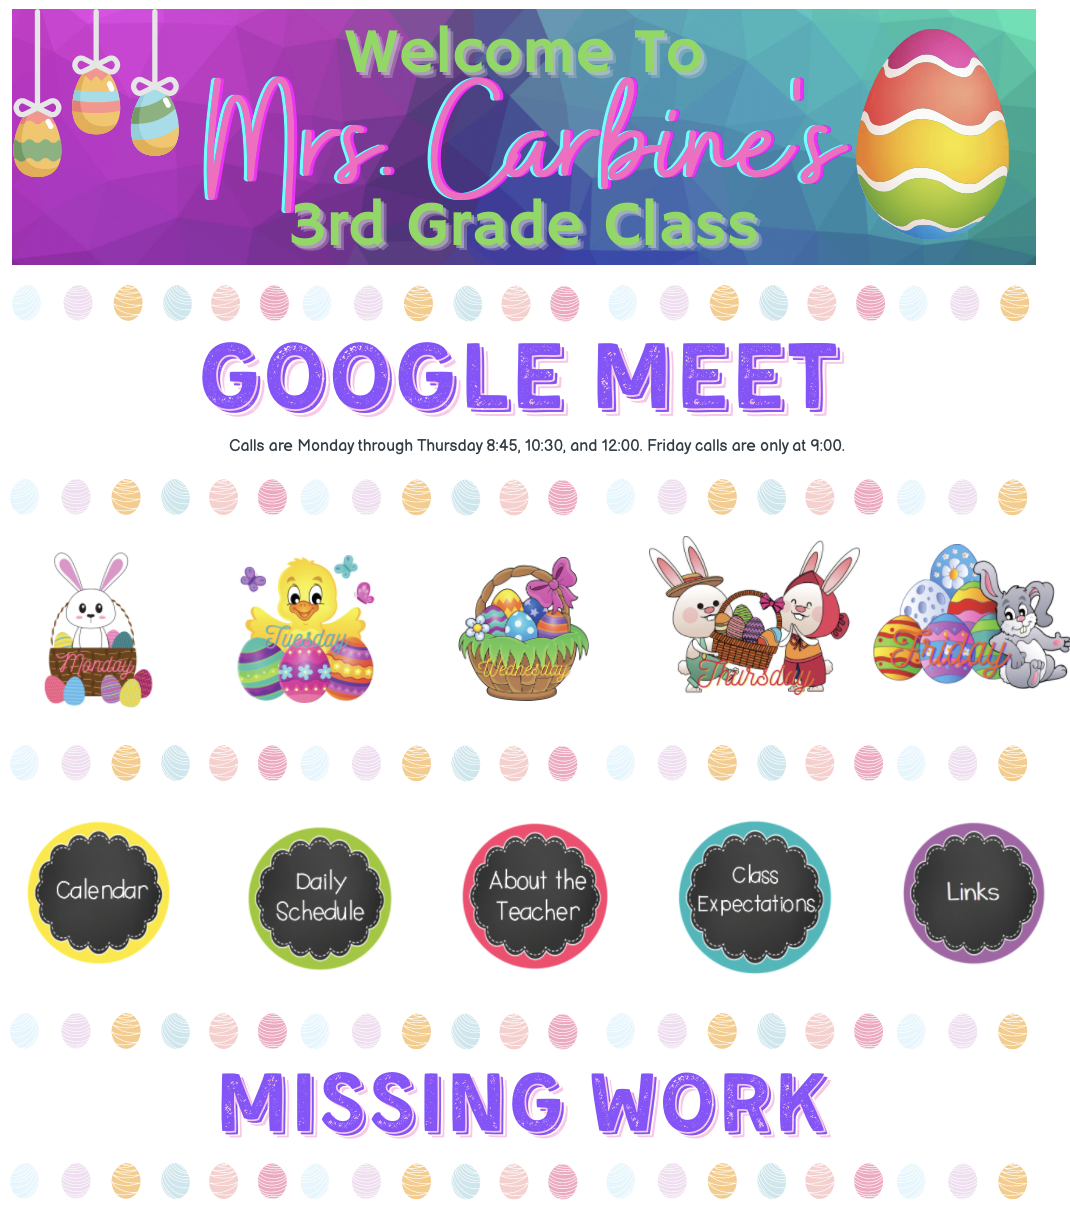 Welcome To
Mrs. Carbine's
3rd Grade Class
GOOGLE MEET
Calls are Monday through Thursday 8:45, 10:30, and 12:00. Friday calls are only at 9:00.
Monday
Tuesday
Wednesday
Thursday
Friday
Calendar
Daily
Schedule
About the
Teacher
Class
Expectations
Links
MISSING WORK